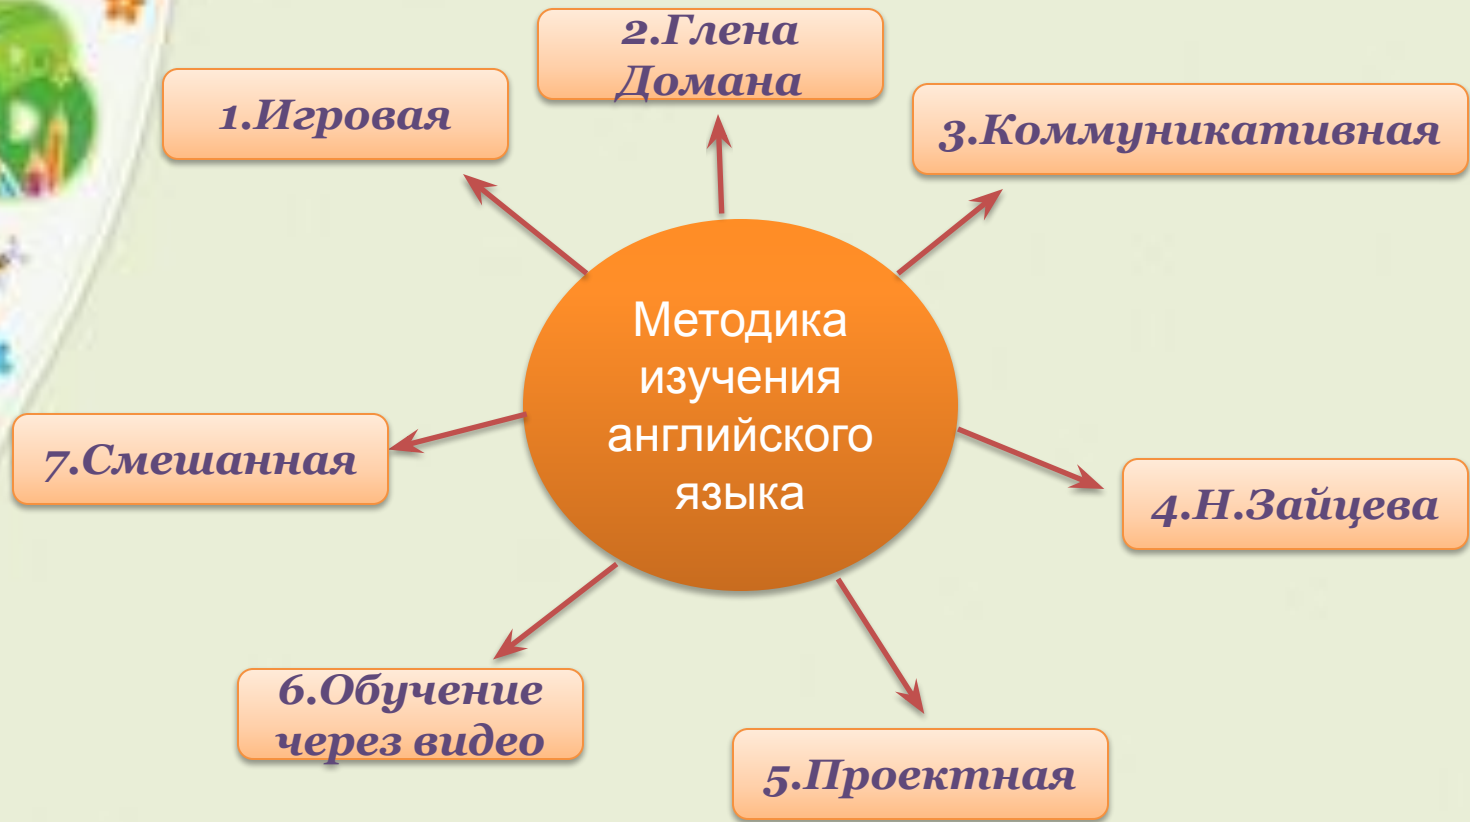 1.Игровая
2.Глена
Домана
3.Коммуникативная
Методика
изучения
английского
языка
4.Н.Зайцева
5.Проектная
6.Обучение
через видео
7.Смешанная